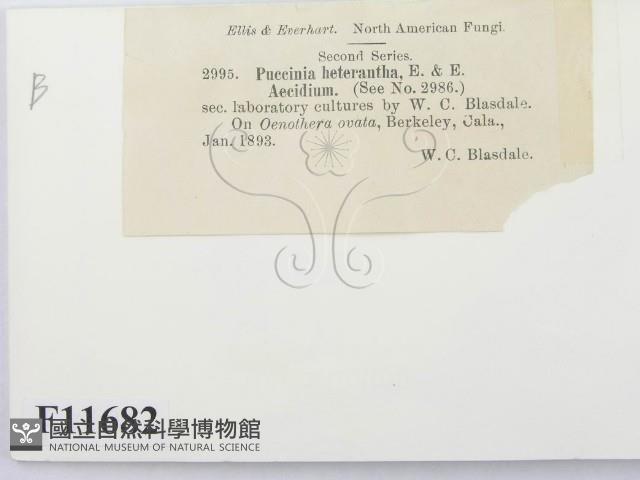 Ellis & Everhart. North American Fungi.
Second Series.
2995. Puccinia heterantha, E. & E.
Aecidium. (See No. 2986.)
sec. laboratory cultures by W. C. Blasdale.
On Oenothera ovata, Berkeley, Cala.,
Jan. 1893.
W. C. Blasdale.
B
F11682
國立自然科學博物館
NATIONAL MUSEUM OF NATURAL SCIENCE